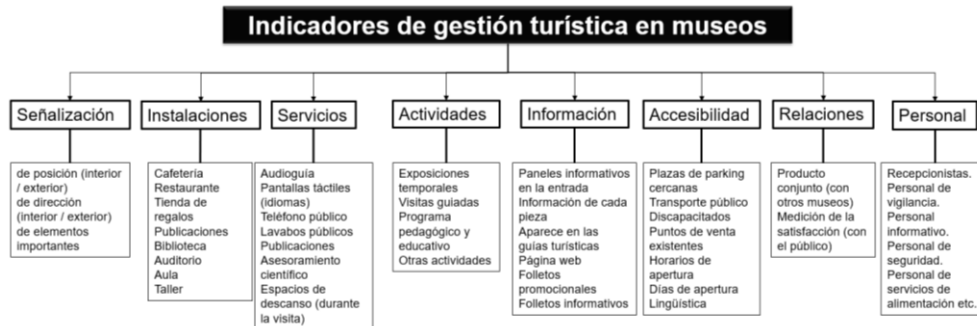 Indicadores de gestión turística en museos
Señalización
de posición (interior
/ exterior)
de dirección
(interior / exterior)
de elementos
importantes
Instalaciones
Cafetería
Restaurante
Tienda de
regalos
Publicaciones
Biblioteca
Auditorio
Aula
Taller
Servicios
Audioguía
Pantallas táctiles
(idiomas)
Teléfono público
Lavabos públicos
Publicaciones
Asesoramiento
científico
Espacios de
descanso (durante
la visita)
Actividades
Exposiciones
temporales
Visitas guiadas
Programa
pedagógico y
educativo
Otras actividades
Información
Paneles informativos
en la entrada
Información de cada
pieza
Aparece en las
guías turísticas
Página web
Folletos
promocionales
Folletos informativos
Accesibilidad
Plazas de parking
cercanas
Transporte público
Discapacitados
Puntos de venta
existentes
Horarios de
apertura
Días de apertura
Lingüística
Relaciones
Producto
conjunto (con
otros museos)
Medición de la
satisfacción (con
el público)
Personal
Recepcionistas.
Personal de
vigilancia.
Personal
informativo.
Personal de
seguridad.
Personal de
servicios de
alimentación etc.